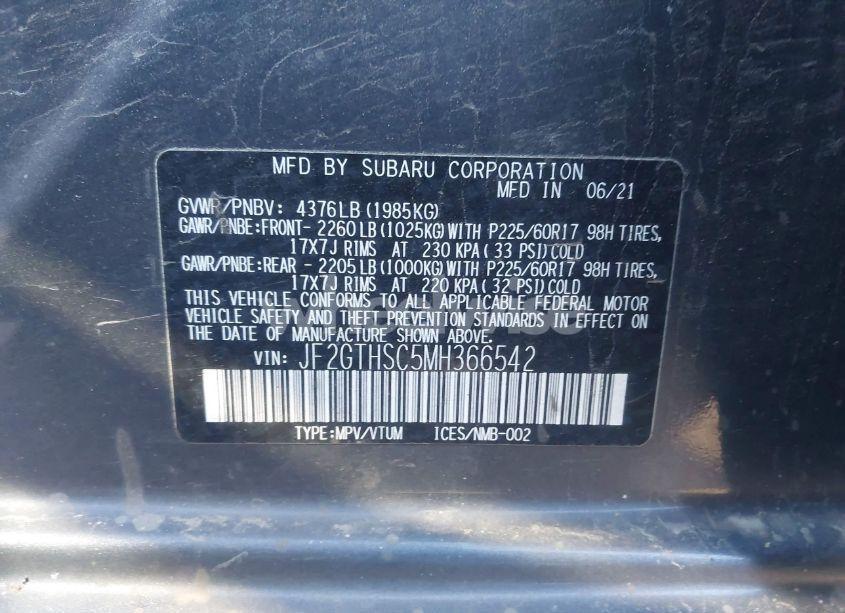 MFD BY SUBARU CORPORATION
MFD IN 06/21
GVWR/PNBV: 4376LB (1985KG)
GAWR/PNBE:FRONT- 2260 LB (1025KG) WITH P225/60R17 98H TIRES,
17X7J RIMS AT 230 KPA ( 33 PSI) COLD
GAWR/PNBE:REAR - 2205 LB (1000KG) WITH P225/60R17 98H TIRES,
17X7J RIMS AT 220 KPA ( 32 PSI) COLD
THIS VEHICLE CONFORMS TO ALL APPLICABLE FEDERAL MOTOR
VEHICLE SAFETY AND THEFT PREVENTION STANDARDS IN EFFECT ON
THE DATE OF MANUFACTURE SHOWN ABOVE.
VIN: JF2GTHSC5MH366542
TYPE:MPV/VTUM ICES/NMB-002